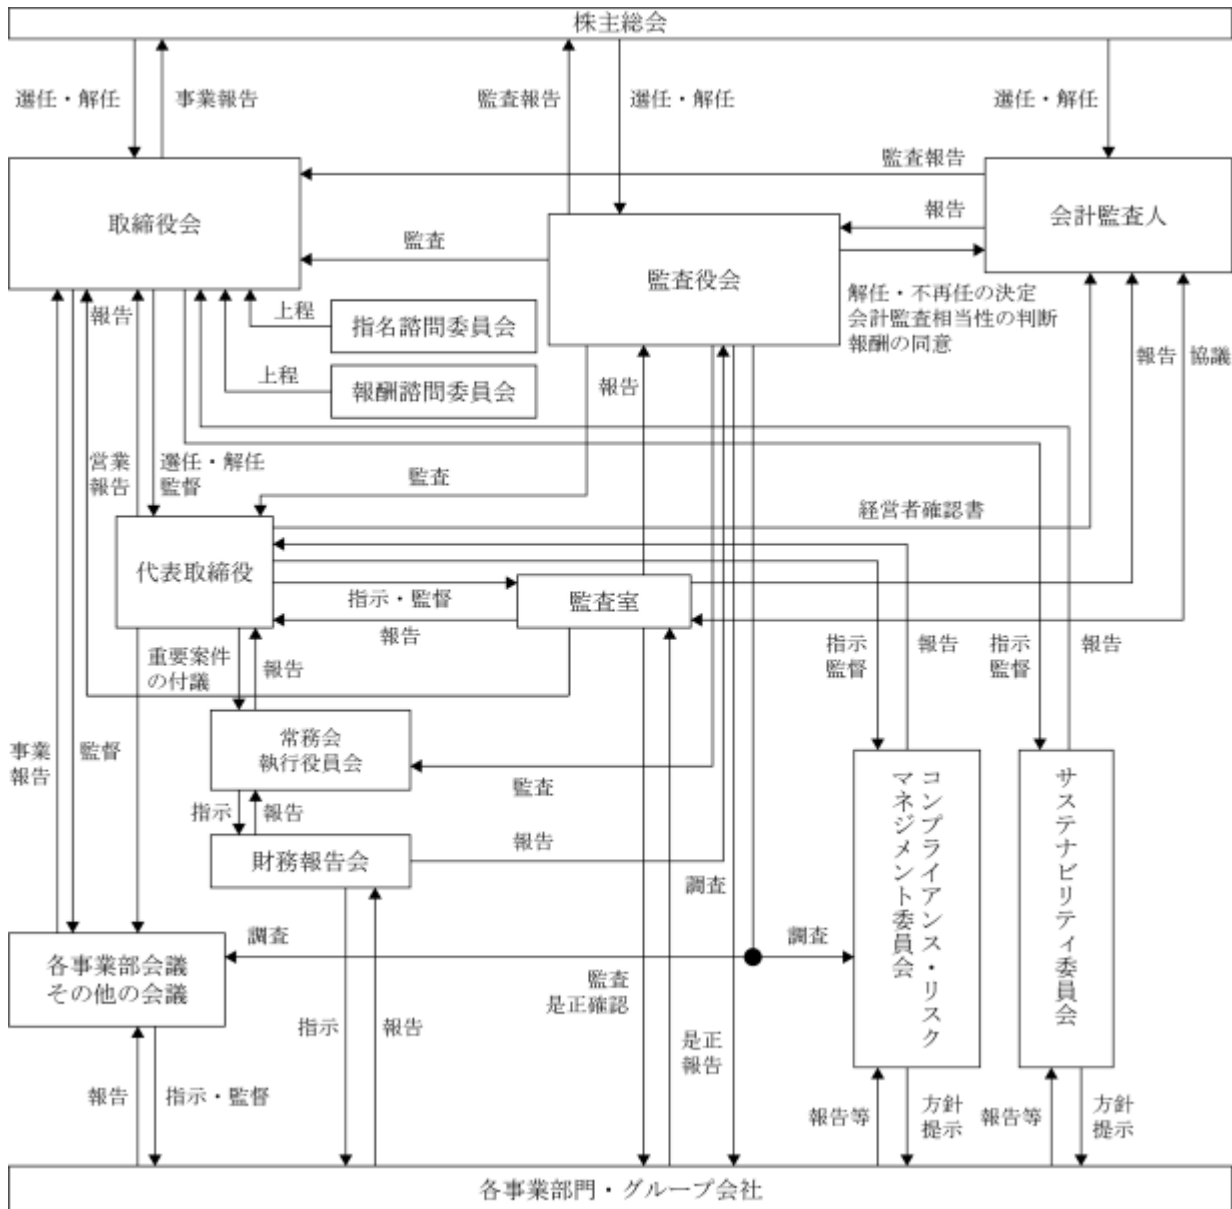 株主総会
選任・解任
事業報告
監査報告
選任・解任
選任・解任
監査報告
取締役会
報告
会計監査人
監査
監査役会
解任・不再任の決定
会計監査相当性の判断
報酬の同意
報告
上程
指名諮問委員会
上程
報酬諮問委員会
報告
報告
協議
営業
報告
選任・解任
監督
監査
経営者確認書
代表取締役
指示・監督
監査室
報告
重要案件
の付議
報告
指示
監督
報告
指示
監督
報告
常務会
執行役員会
事業
報告
監督
監査
指示
報告
財務報告会
報告
調査
コンプライアンス・リスク
マネジメント委員会
サステナビリティ委員会
調査
調査
各事業部会議
その他の会議
監査
是正確認
指示
報告
是正
報告
報告
指示・監督
報告等
方針
提示
報告等
方針
提示
各事業部門・グループ会社